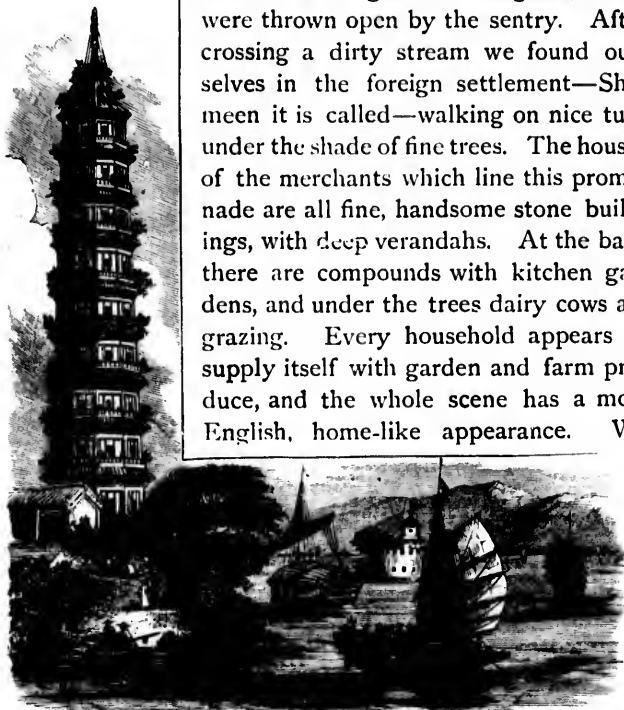 were thrown open by the sentry. Aft
crossing a dirty stream we found ou
selves in the foreign settlement—Sh
meen it is called—walking on nice tu
under the shade of fine trees. The hous
of the merchants which line this prom
nade are all fine, handsome stone buil
ings, with deep verandahs. At the ba
there are compounds with kitchen ga
dens, and under the trees dairy cows a
grazing. Every household appears
supply itself with garden and farm pr
duce, and the whole scene has a mo
English, home-like appearance. W